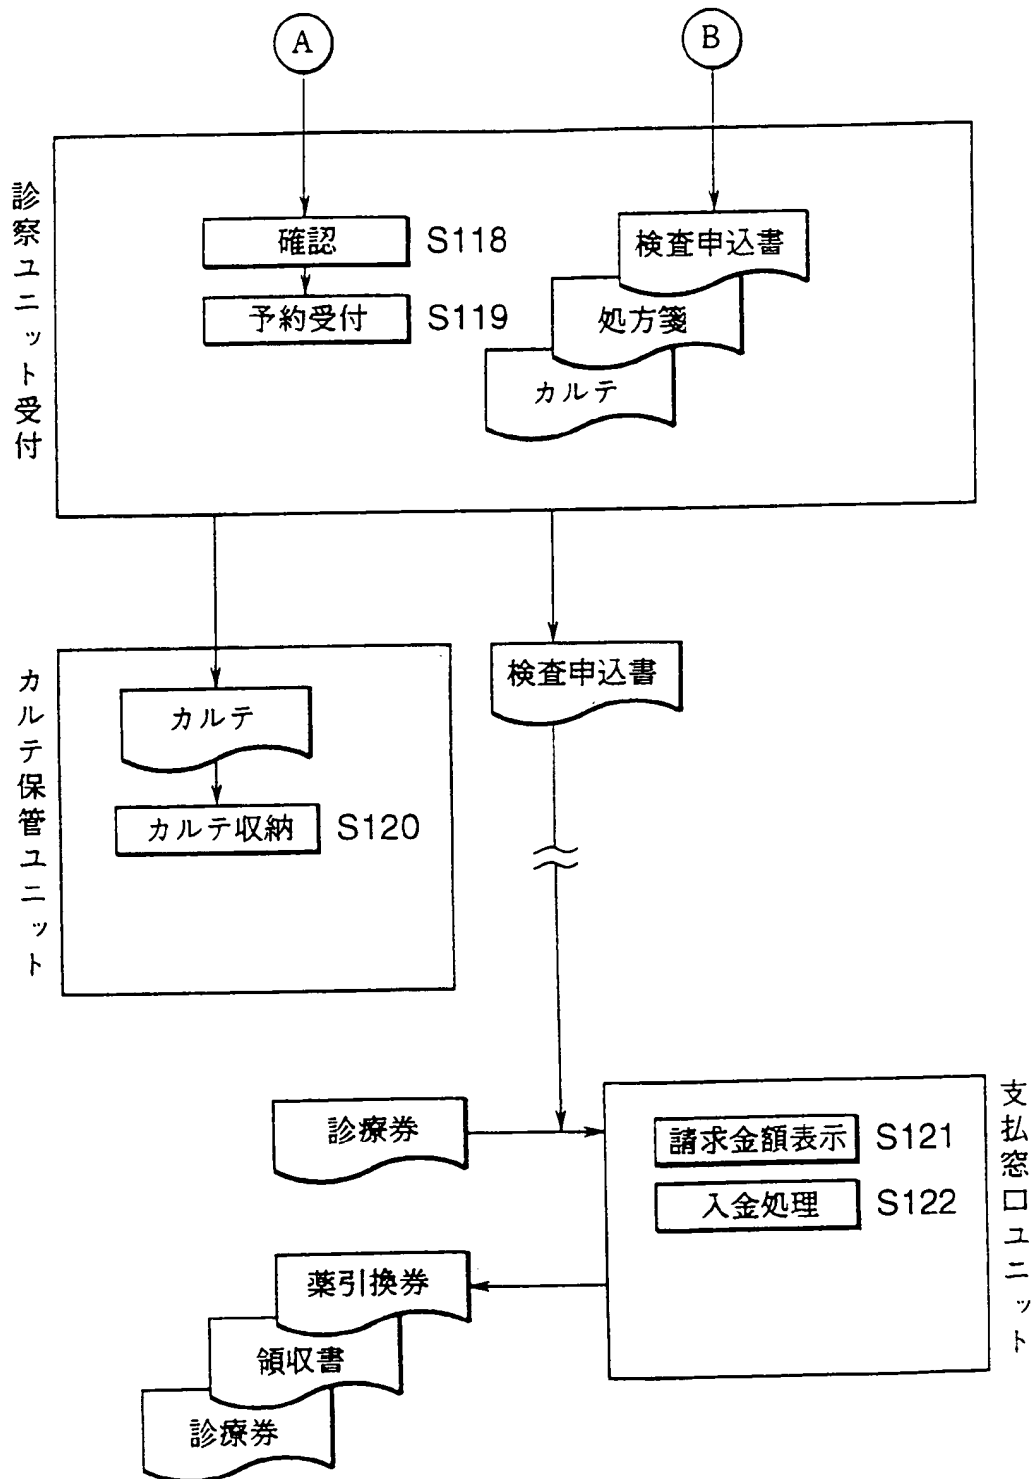 A
B
診察ユニット受付
確認 S118
予約受付 S119
検査申込書
処方箋
カルテ
カルテ保管ユニット
カルテ
カルテ収納 S120
検査申込書
診療券
支払窓口ユニット
請求金額表示 S121
入金処理 S122
薬引換券
領収書
診療券